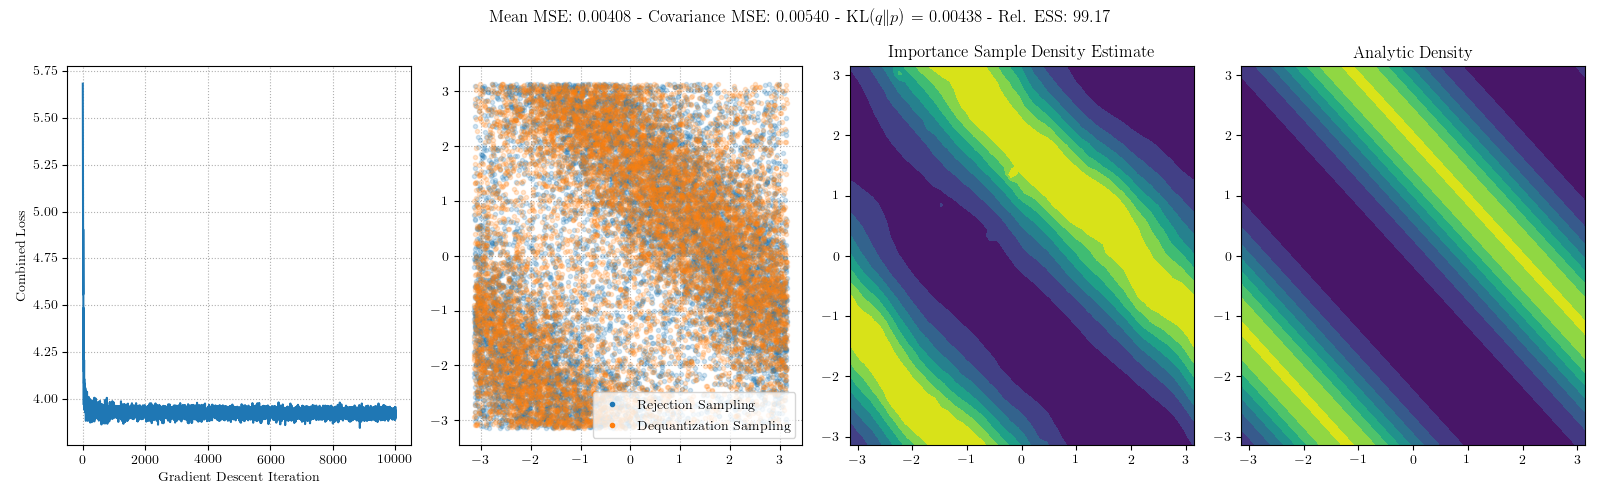 Mean MSE: 0.00408 - Covariance MSE: 0.00540 - KL(q‖p) = 0.00438 - Rel. ESS: 99.17
Importance Sample Density Estimate
Analytic Density
5.75
5.50
5.25
5.00
4.75
4.50
4.25
4.00
Combined Loss
0 2000 4000 6000 8000 10000
Gradient Descent Iteration
3
2
1
0
−1
−2
−3
−3 −2 −1 0 1 2 3
Rejection Sampling
Dequantization Sampling
3
2
1
0
−1
−2
−3
−3 −2 −1 0 1 2 3
3
2
1
0
−1
−2
−3
−3 −2 −1 0 1 2 3